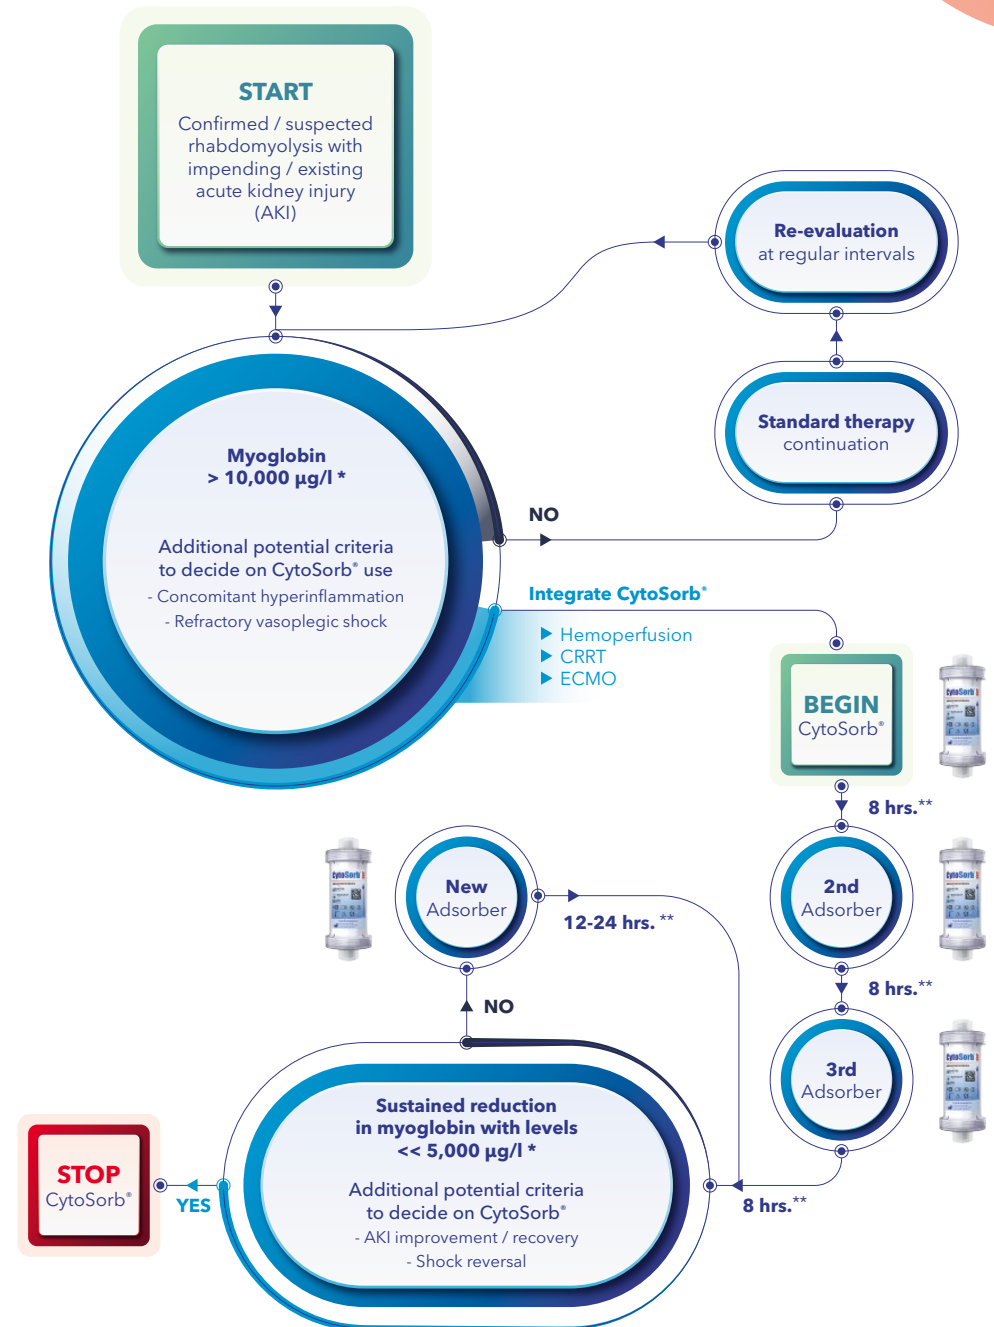 START
Confirmed / suspected
rhabdomyolysis with
impending / existing
acute kidney injury
(AKI)
Re-evaluation
at regular intervals
Standard therapy
continuation
Myoglobin
> 10,000 µg/l *
Additional potential criteria
to decide on CytoSorb® use
- Concomitant hyperinflammation
- Refractory vasoplegic shock
NO
Integrate CytoSorb®
Hemoperfusion
CRRT
ECMO
BEGIN
CytoSorb®
CytoSorb
8 hrs.**
2nd
Adsorber
CytoSorb
8 hrs.**
3rd
Adsorber
CytoSorb
8 hrs.**
New
Adsorber
CytoSorb
12-24 hrs. **
NO
Sustained reduction
in myoglobin with levels
<< 5,000 µg/l *
Additional potential criteria
to decide on CytoSorb®
- AKI improvement / recovery
- Shock reversal
YES
STOP
CytoSorb®